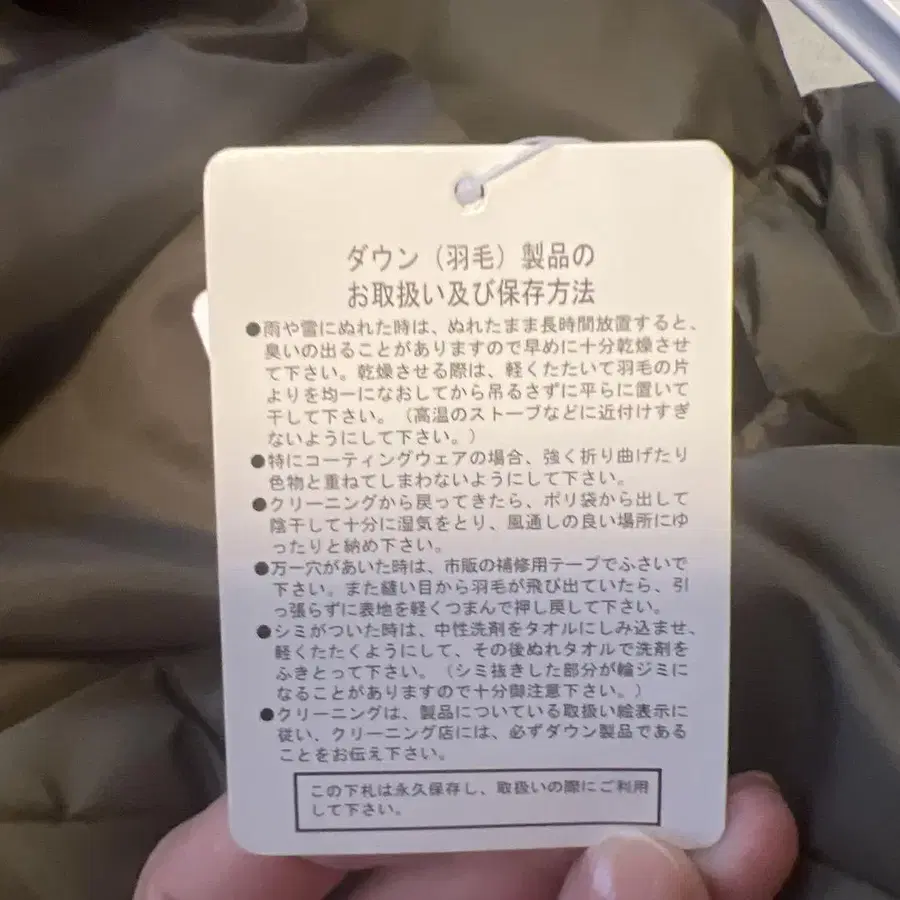 ダウン（羽毛）製品の
お取扱い及び保存方法
●雨や雪にぬれた時は、ぬれたまま長時間放置すると、
臭いの出ることがありますので早めに十分乾燥させ
て下さい。乾燥させる際は、軽くたたいて羽毛の片
よりを均一になおしてから吊るさずに平らに置いて
干して下さい。（高温のストーブなどに近付けすぎ
ないようにして下さい。）
●特にコーティングウェアの場合、強く折り曲げたり
色物と重ねてしまわないようにして下さい。
●クリーニングから戻ってきたら、ポリ袋から出して
陰干して十分に湿気をとり、風通しの良い場所にゆ
ったりと納め下さい。
●万一穴があいた時は、市販の補修用テープでふさいで
下さい。また縫い目から羽毛が飛び出ていたら、引
っ張らずに表地を軽くつまんで押し戻して下さい。
●シミがついた時は、中性洗剤をタオルにしみ込ませ、
軽くたたくようにして、その後ぬれタオルで洗剤を
ふきとって下さい。（シミ抜きした部分が輪ジミに
なることがありますので十分御注意下さい。）
●クリーニングは、製品についている取扱い絵表示に
従い、クリーニング店には、必ずダウン製品である
ことをお伝え下さい。
この下札は永久保存し、取扱いの際にご利用
して下さい。